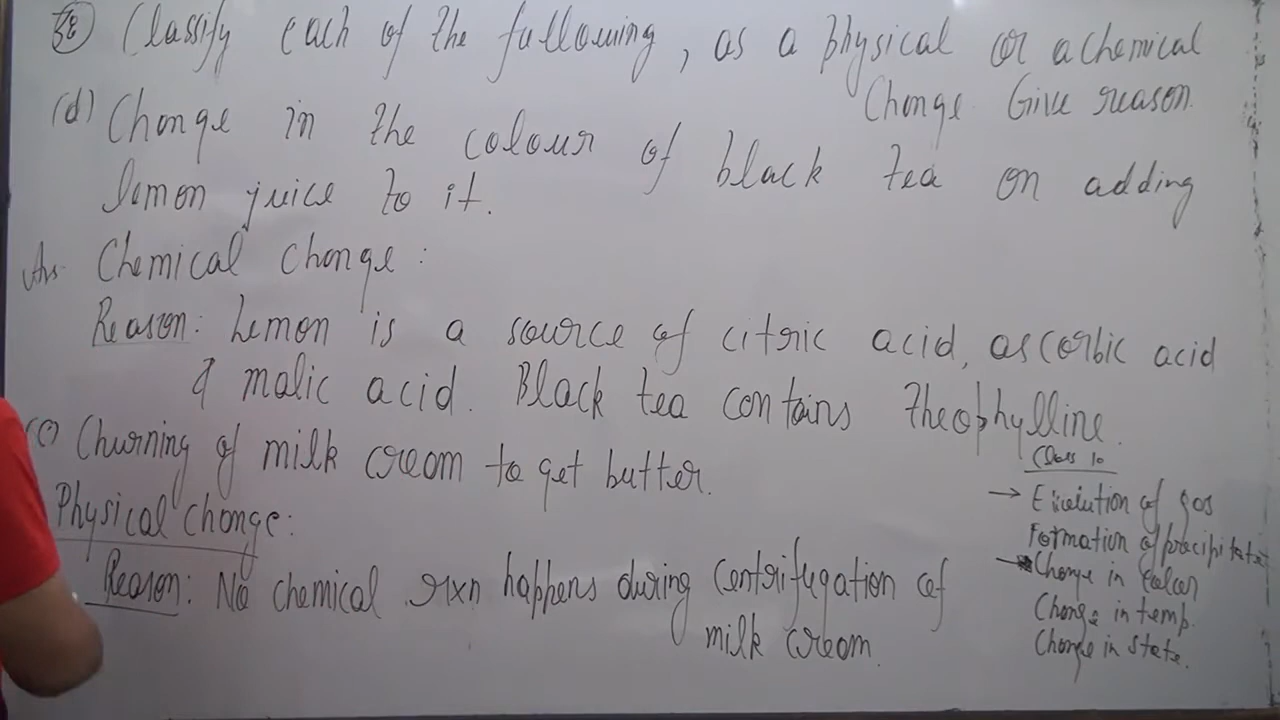 38 Classify each of the following, as a physical or a chemical
Change. Give reason.
(d) Change in the colour of black tea on adding
lemon juice to it.
Ans. Chemical change:
Reason: Lemon is a source of citric acid, ascorbic acid
& malic acid. Black tea contains Theophylline.
(e) Churning of milk cream to get butter.
Physical change:
Reason: No chemical rxn happens during Centrifugation of
milk cream.
Class 10
→ Evolution of gas
Formation of precipitate
→ Change in Color
Change in temp.
Change in state.